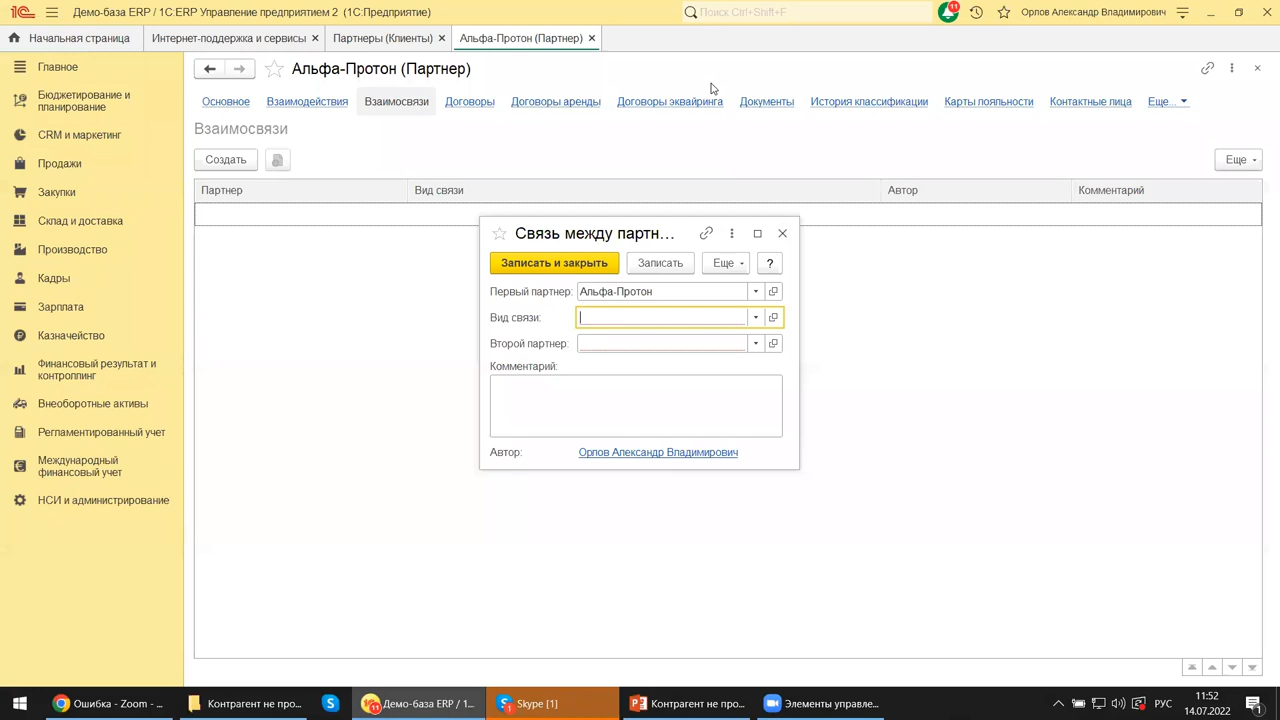 Демо-база ERP / 1С ERP Управление предприятием 2 (1С:Предприятие)
Поиск Ctrl+Shift+F
11
Орлов Александр Владимирович
Начальная страница
Интернет-поддержка и сервисы
Партнеры (Клиенты)
Альфа-Протон (Партнер)
Главное
Бюджетирование и
планирование
CRM и маркетинг
Продажи
Закупки
Склад и доставка
Производство
Кадры
Зарплата
Казначейство
Финансовый результат и
контроллинг
Внеоборотные активы
Регламентированный учет
Международный
финансовый учет
НСИ и администрирование
Альфа-Протон (Партнер)
Основное
Взаимодействия
Взаимосвязи
Договоры
Договоры аренды
Договоры эквайринга
Документы
История классификации
Карты лояльности
Контактные лица
Еще...
Взаимосвязи
Создать
Еще
Партнер
Вид связи
Автор
Комментарий
Связь между партн...
Записать и закрыть
Записать
Еще
?
Первый партнер:
Альфа-Протон
Вид связи:
Второй партнер:
Комментарий:
Автор:
Орлов Александр Владимирович
Ошибка - Zoom - ...
Контрагент не про...
Демо-база ERP / 1...
Skype [1]
Контрагент не про...
Элементы управле...
РУС
11:52
14.07.2022